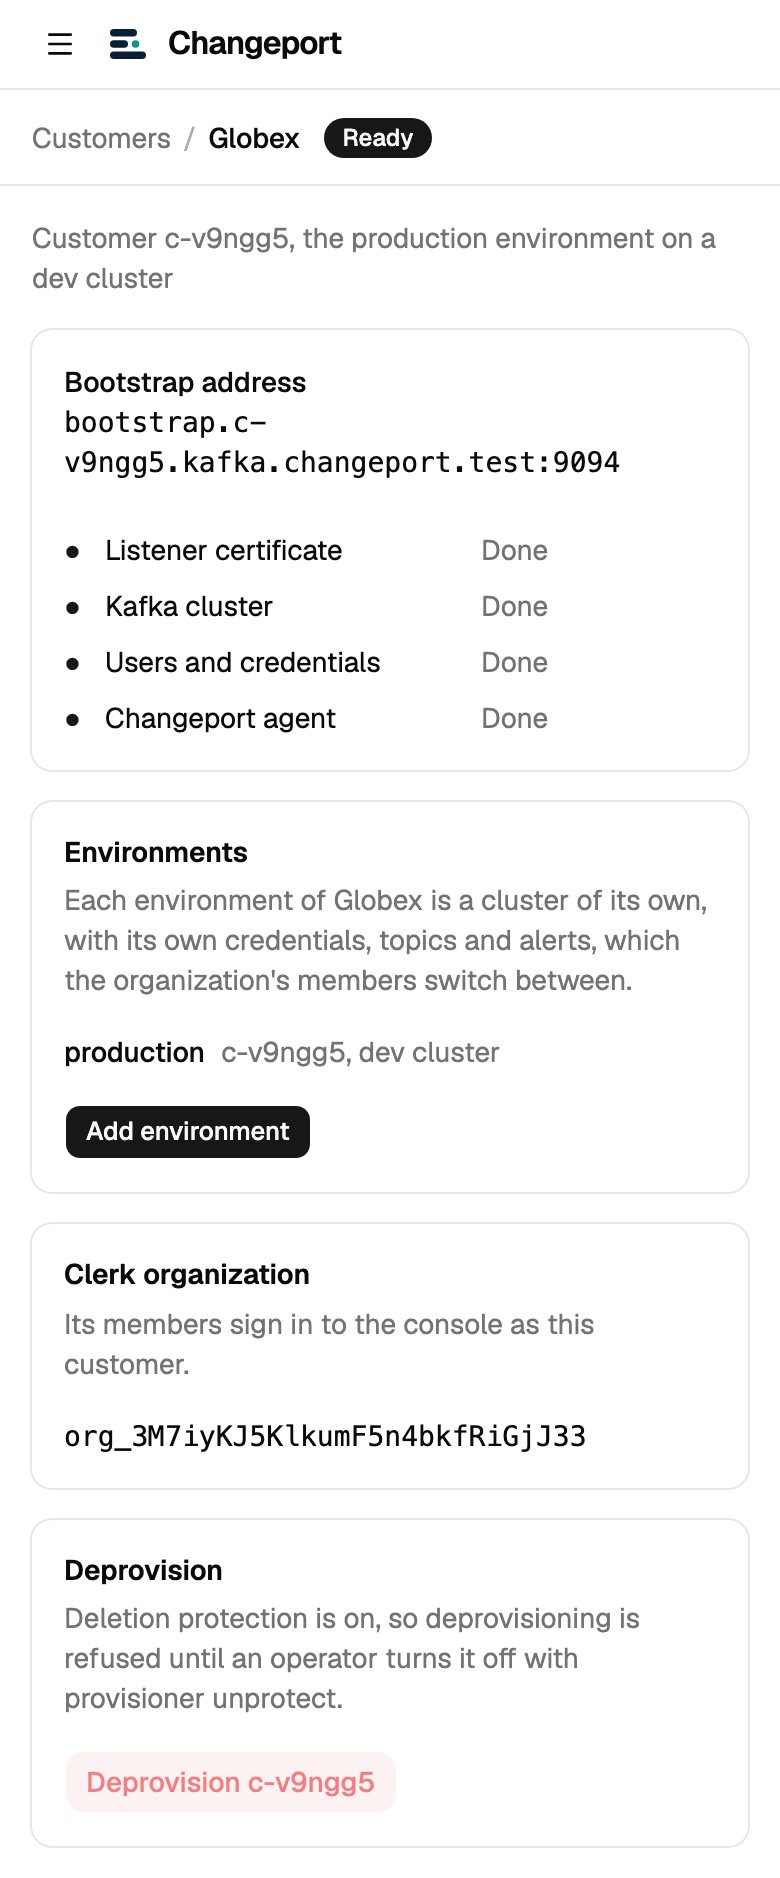 Changeport
Customers / Globex Ready
Customer c-v9ngg5, the production environment on a
dev cluster
Bootstrap address
bootstrap.c-
v9ngg5.kafka.changeport.test:9094
Listener certificate Done
Kafka cluster Done
Users and credentials Done
Changeport agent Done
Environments
Each environment of Globex is a cluster of its own,
with its own credentials, topics and alerts, which
the organization's members switch between.
production c-v9ngg5, dev cluster
Add environment
Clerk organization
Its members sign in to the console as this
customer.
org_3M7iyKJ5KlkumF5n4bkfRiGjJ33
Deprovision
Deletion protection is on, so deprovisioning is
refused until an operator turns it off with
provisioner unprotect.
Deprovision c-v9ngg5